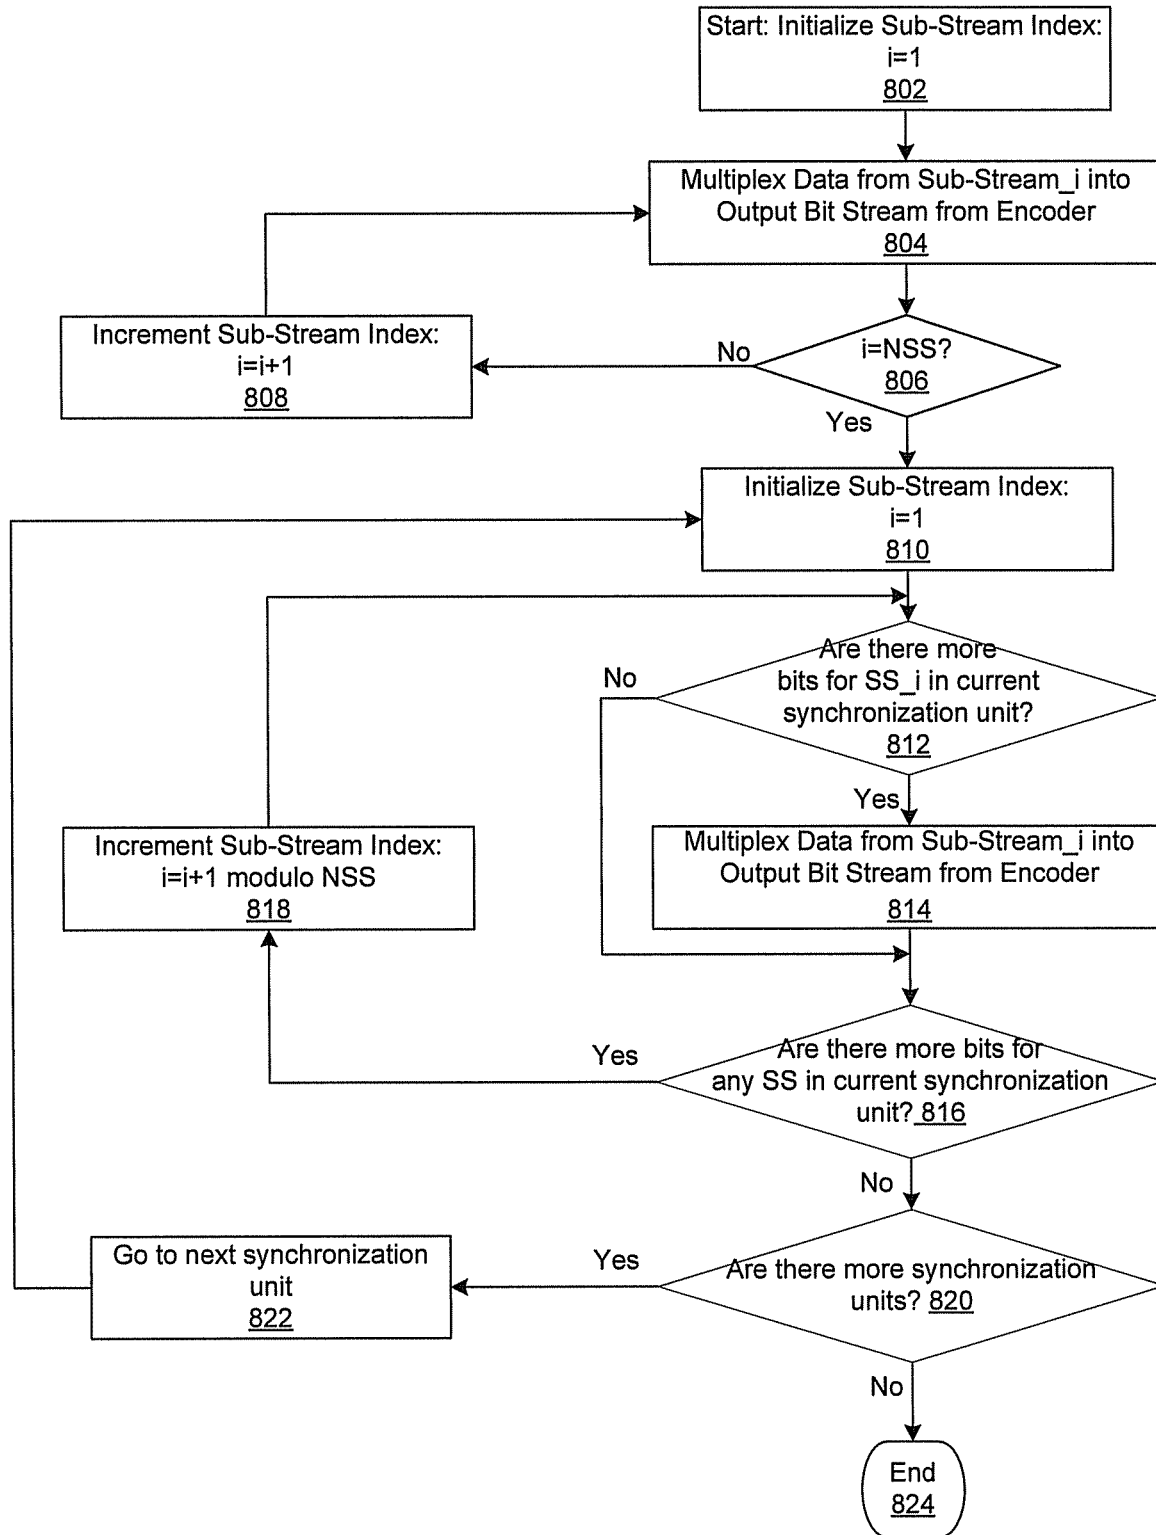 Start: Initialize Sub-Stream Index:
i=1
802
Multiplex Data from Sub-Stream_i into
Output Bit Stream from Encoder
804
Increment Sub-Stream Index:
i=i+1
808
No
i=NSS?
806
Yes
Initialize Sub-Stream Index:
i=1
810
Are there more
bits for SS_i in current
synchronization unit?
812
No
Yes
Multiplex Data from Sub-Stream_i into
Output Bit Stream from Encoder
814
Increment Sub-Stream Index:
i=i+1 modulo NSS
818
Yes
Are there more bits for
any SS in current synchronization
unit? 816
No
Go to next synchronization
unit
822
Yes
Are there more synchronization
units? 820
No
End
824